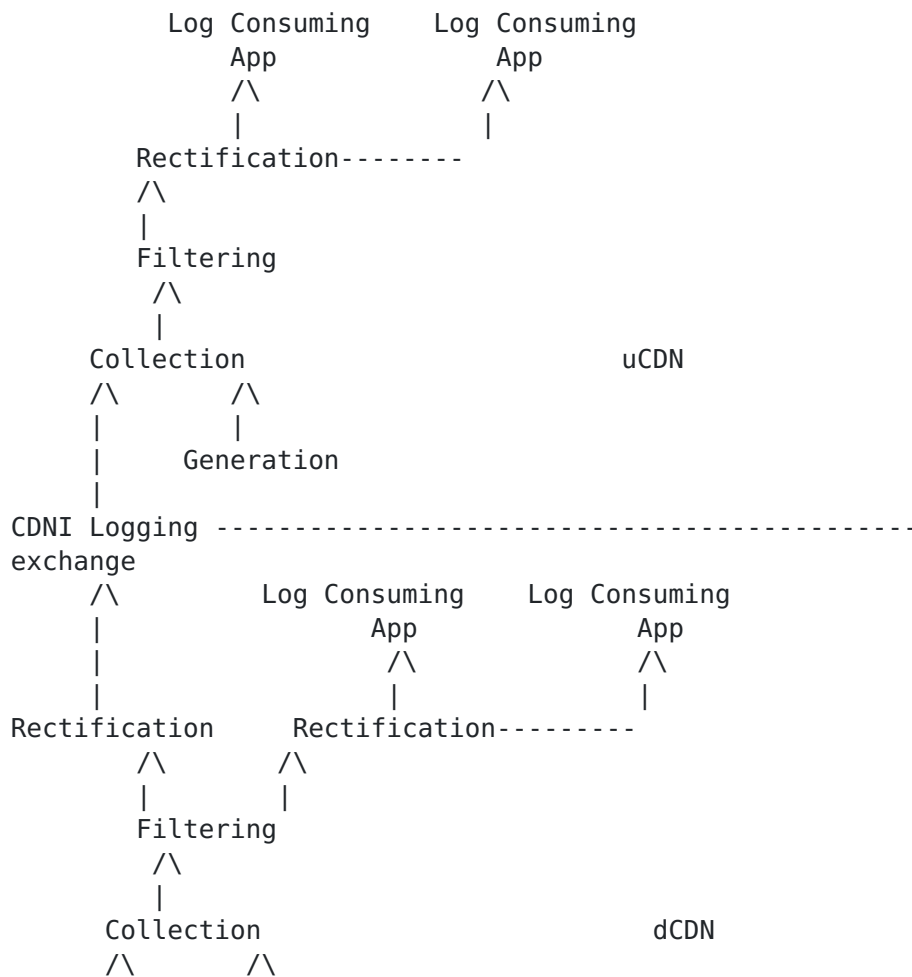 Log Consuming    Log Consuming
App              App
/\               /\
|                |
Rectification--------
/\
|
Filtering
/\
|
Collection                        uCDN
/\       /\
|        |
|     Generation
|
CDNI Logging ---------------------------------------------
exchange
/\         Log Consuming    Log Consuming
|                 App              App
|                  /\              /\
|                  |               |
Rectification     Rectification---------
/\       /\
|        |
Filtering
/\
|
Collection                         dCDN
/\       /\